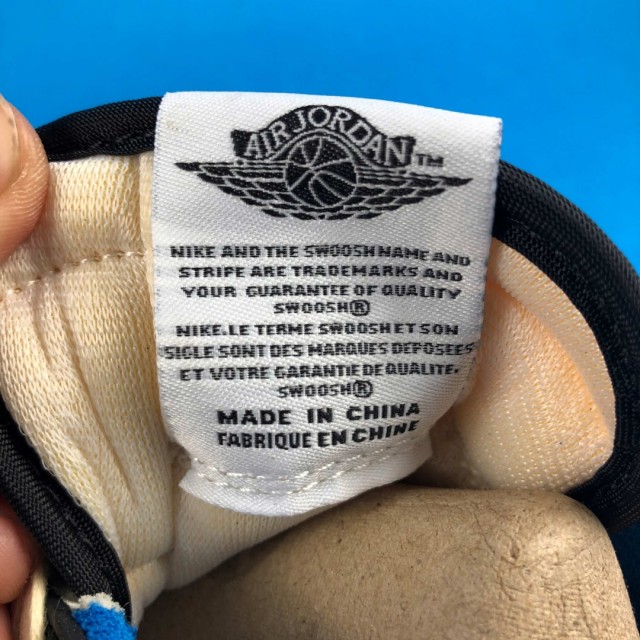 AIR JORDAN™
NIKE AND THE SWOOSH NAME AND
STRIPE ARE TRADEMARKS AND
YOUR GUARANTEE OF QUALITY
SWOOSH®
NIKE.LE TERME SWOOSH ET SON
SIGLE SONT DES MARQUES DEPOSEES
ET VOTRE GARANTIE DE QUALITE.
SWOOSH®
MADE IN CHINA
FABRIQUE EN CHINE